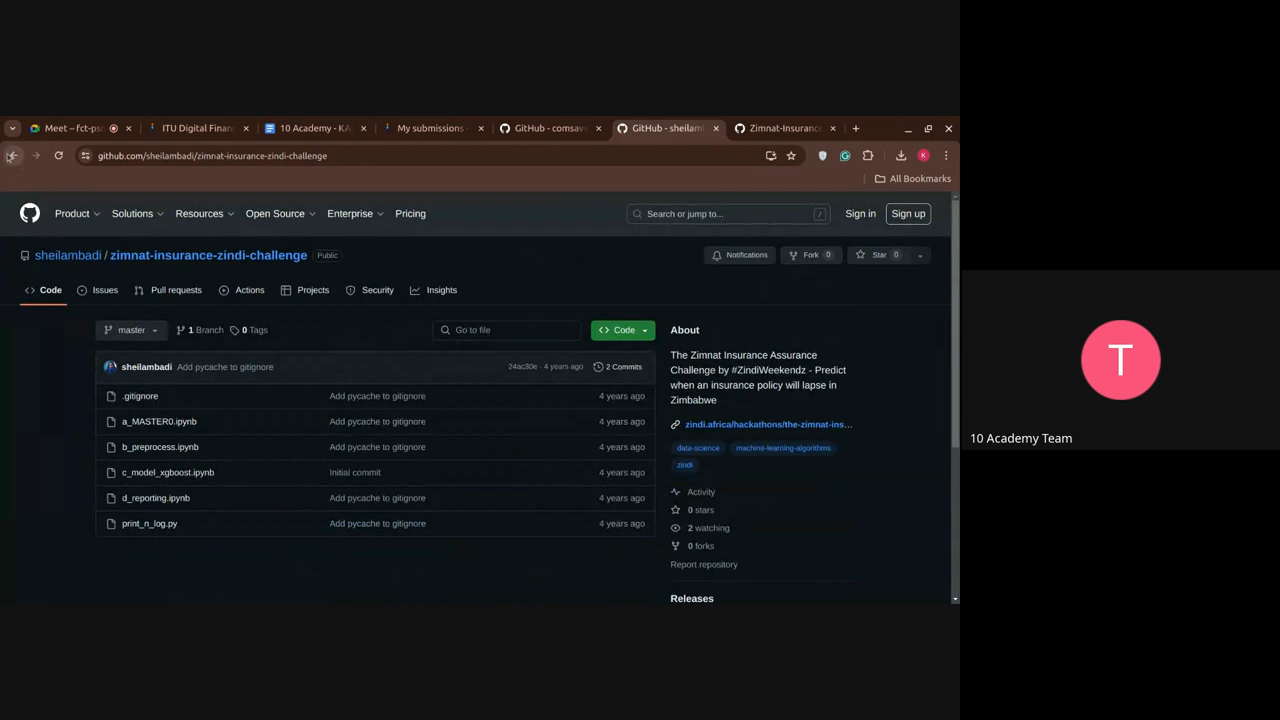 Meet – fct-psr
ITU Digital Finan
10 Academy - KA
My submissions -
GitHub - comsav
GitHub - sheilam
Zimnat-Insurance
github.com/sheilambadi/zimnat-insurance-zindi-challenge
K
All Bookmarks
Product
Solutions
Resources
Open Source
Enterprise
Pricing
Search or jump to...
/
Sign in
Sign up
sheilambadi / zimnat-insurance-zindi-challenge
Public
Notifications
Fork 0
Star 0
Code
Issues
Pull requests
Actions
Projects
Security
Insights
master
1 Branch
0 Tags
Go to file
Code
sheilambadi Add pycache to gitignore
24ac30e · 4 years ago
2 Commits
.gitignore Add pycache to gitignore 4 years ago
a_MASTER0.ipynb Add pycache to gitignore 4 years ago
b_preprocess.ipynb Add pycache to gitignore 4 years ago
c_model_xgboost.ipynb Initial commit 4 years ago
d_reporting.ipynb Add pycache to gitignore 4 years ago
print_n_log.py Add pycache to gitignore 4 years ago
About
The Zimnat Insurance Assurance
Challenge by #ZindiWeekendz - Predict
when an insurance policy will lapse in
Zimbabwe
zindi.africa/hackathons/the-zimnat-ins...
data-science
machine-learning-algorithms
zindi
Activity
0 stars
2 watching
0 forks
Report repository
Releases
T
10 Academy Team